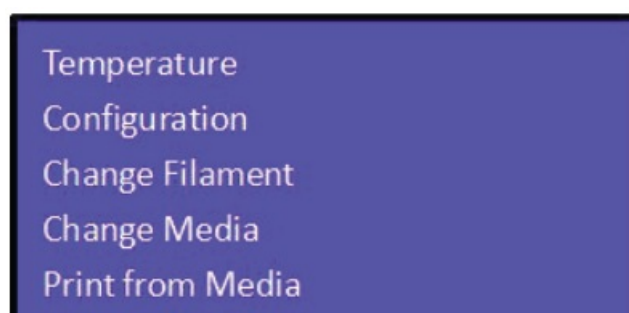 Temperature
Configuration
Change Filament
Change Media
Print from Media